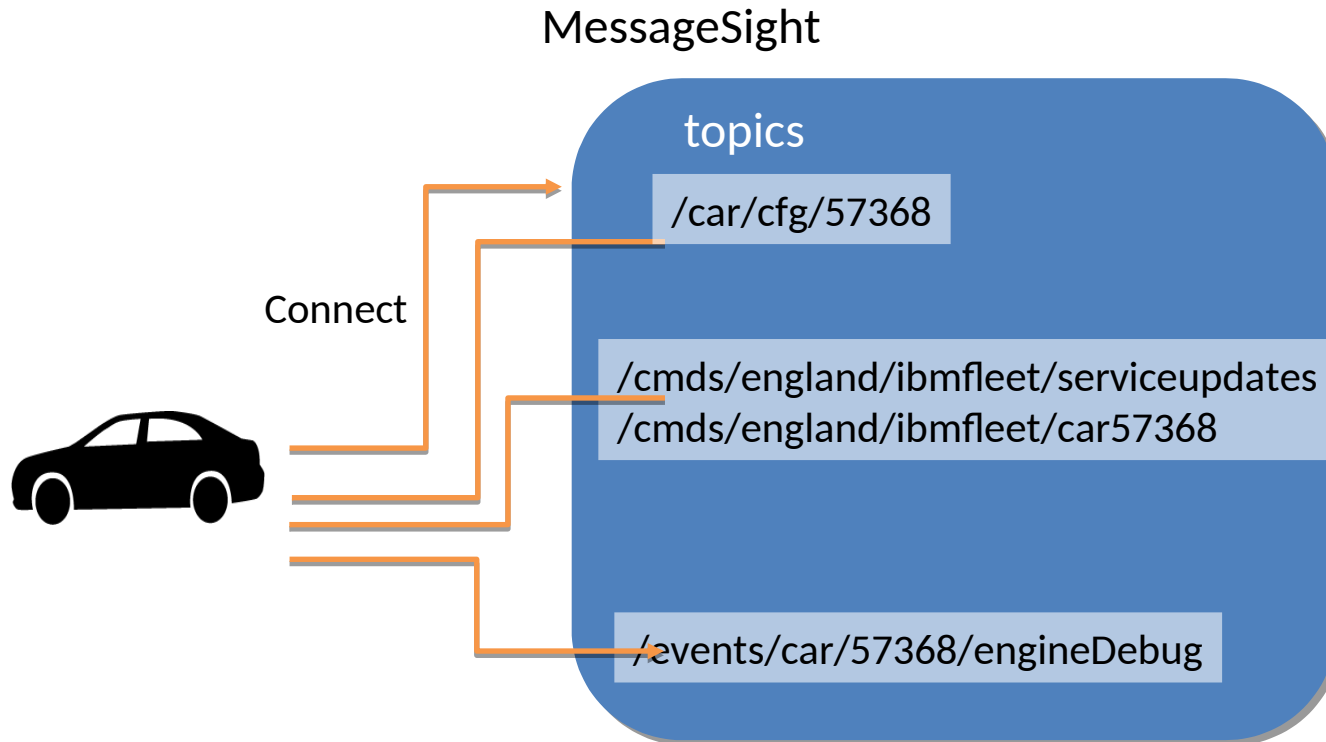 MessageSight
topics
/car/cfg/57368
Connect
/cmds/england/ibmfleet/serviceupdates
/cmds/england/ibmfleet/car57368
/events/car/57368/engineDebug